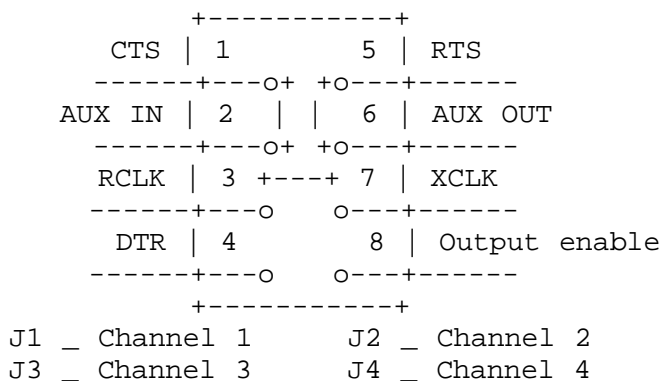 +-----------+
CTS | 1 5 | RTS
------+---o+ +o---+------
AUX IN | 2 | | 6 | AUX OUT
------+---o+ +o---+------
RCLK | 3 +---+ 7 | XCLK
------+---o o---+------
DTR | 4 8 | Output enable
------+---o o---+------
+-----------+
J1 _ Channel 1 J2 _ Channel 2
J3 _ Channel 3 J4 _ Channel 4